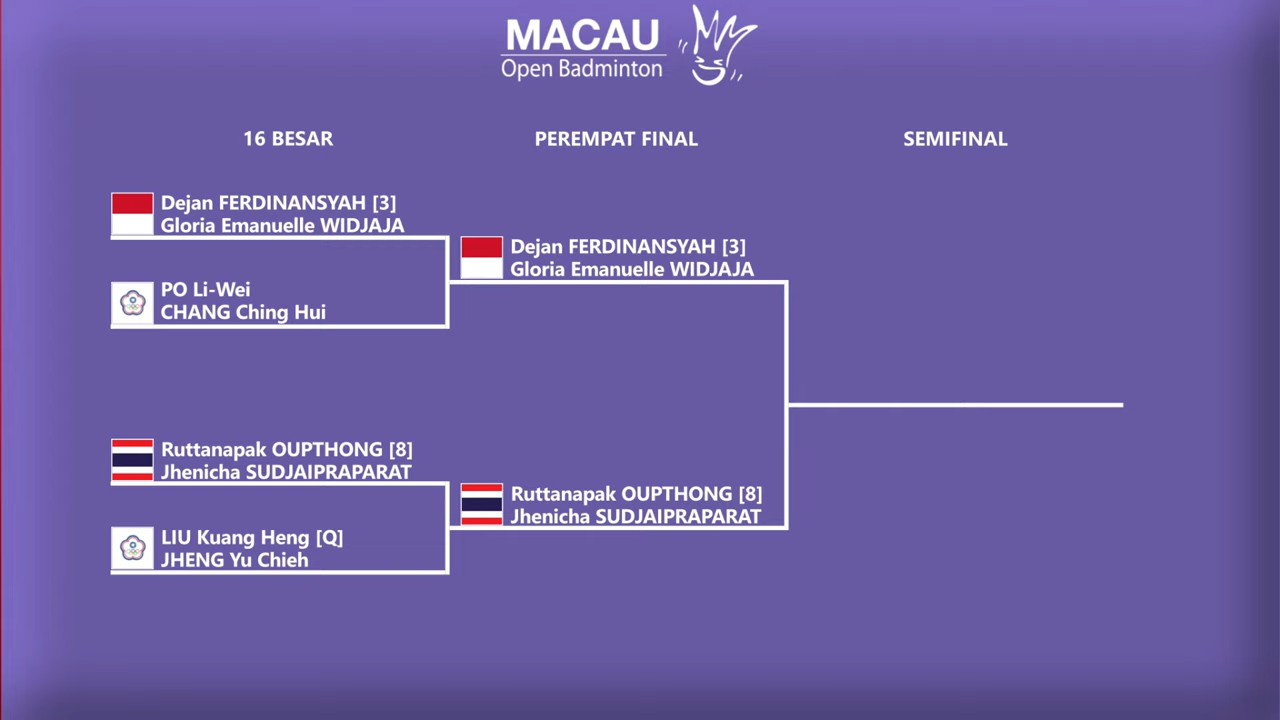 MACAU
Open Badminton
16 BESAR
PEREMPAT FINAL
SEMIFINAL
Dejan FERDINANSYAH [3]
Gloria Emanuelle WIDJAJA
PO Li-Wei
CHANG Ching Hui
Dejan FERDINANSYAH [3]
Gloria Emanuelle WIDJAJA
Ruttanapak OUPTHONG [8]
Jhenicha SUDJAIPRAPARAT
LIU Kuang Heng [Q]
JHENG Yu Chieh
Ruttanapak OUPTHONG [8]
Jhenicha SUDJAIPRAPARAT